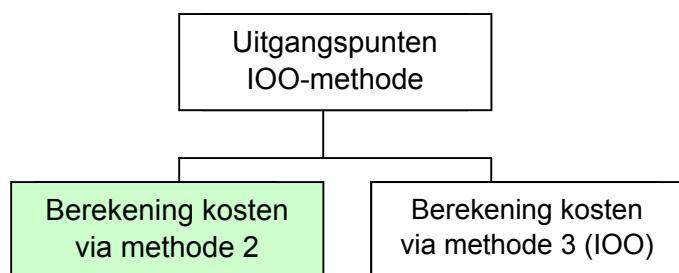 Uitgangspunten
IOO-methode
Berekening kosten
via methode 2
Berekening kosten
via methode 3 (IOO)